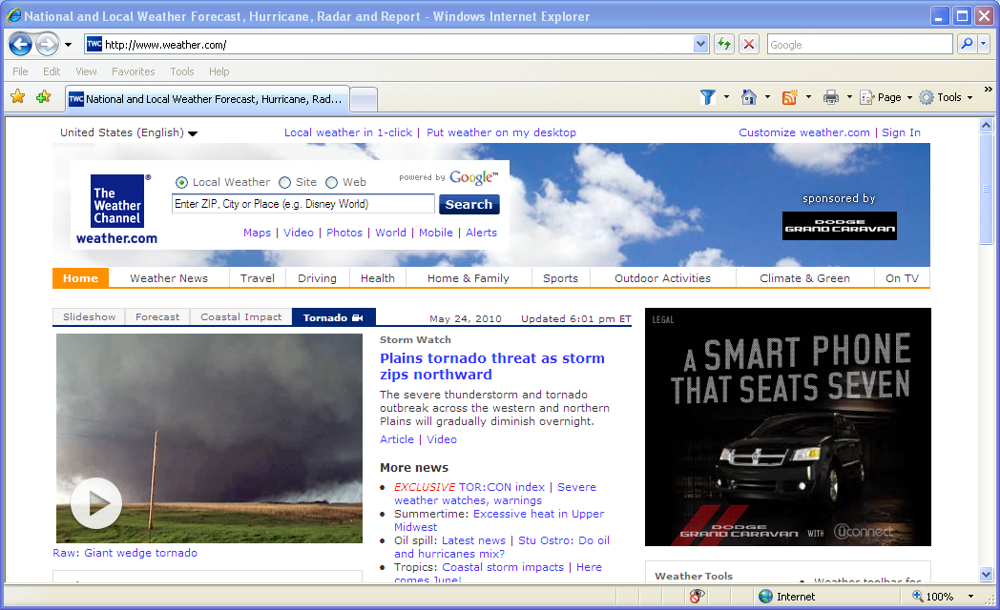 National and Local Weather Forecast, Hurricane, Radar and Report - Windows Internet Explorer
TWC http://www.weather.com/
Google
File Edit View Favorites Tools Help
TWC National and Local Weather Forecast, Hurricane, Rad...
Page Tools
United States (English)
Local weather in 1-click | Put weather on my desktop
Customize weather.com | Sign In
The
Weather
Channel
weather.com
Local Weather Site Web
powered by Google™
Enter ZIP, City or Place (e.g. Disney World)
Search
Maps | Video | Photos | World | Mobile | Alerts
sponsored by
DODGE
GRAND CARAVAN
Home Weather News Travel Driving Health Home & Family Sports Outdoor Activities Climate & Green On TV
Slideshow Forecast Coastal Impact Tornado
May 24, 2010 Updated 6:01 pm ET
Raw: Giant wedge tornado
Storm Watch
Plains tornado threat as storm
zips northward
The severe thunderstorm and tornado
outbreak across the western and northern
Plains will gradually diminish overnight.
Article | Video
More news
• EXCLUSIVE TOR:CON index | Severe
weather watches, warnings
• Summertime: Excessive heat in Upper
Midwest
• Oil spill: Latest news | Stu Ostro: Do oil
and hurricanes mix?
• Tropics: Coastal storm impacts | Here
comes June!
LEGAL
A SMART PHONE
THAT SEATS SEVEN
DODGE
GRAND CARAVAN WITH uconnect
Weather Tools
• Weather toolbar for
Internet
100%